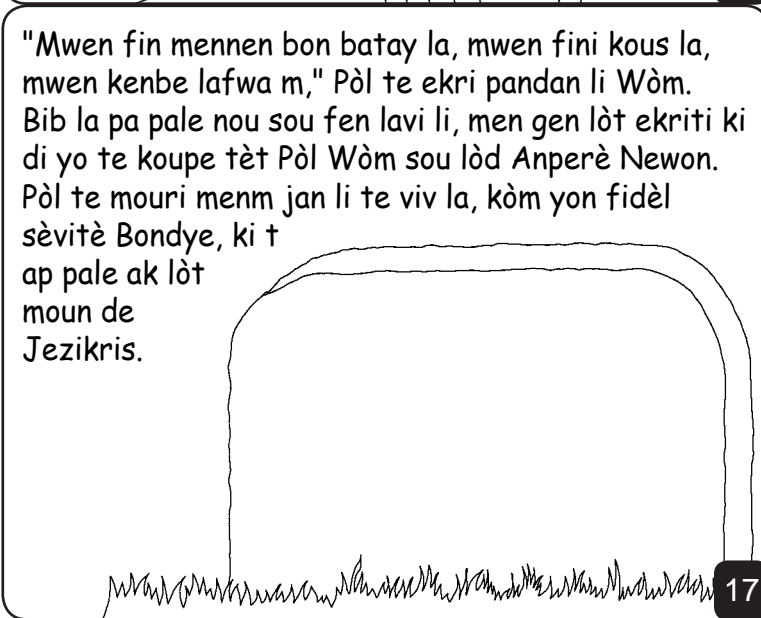 "Mwen fin mennen bon batay la, mwen fini kous la,
mwen kenbe lafwa m," Pòl te ekri pandan li Wòm.
Bib la pa pale nou sou fen lavi li, men gen lòt ekriti ki
di yo te koupe tèt Pòl Wòm sou lòd Anperè Newon.
Pòl te mouri menm jan li te viv la, kòm yon fidèl
sèvitè Bondye, ki t
ap pale ak lòt
moun de
Jezikris.
17